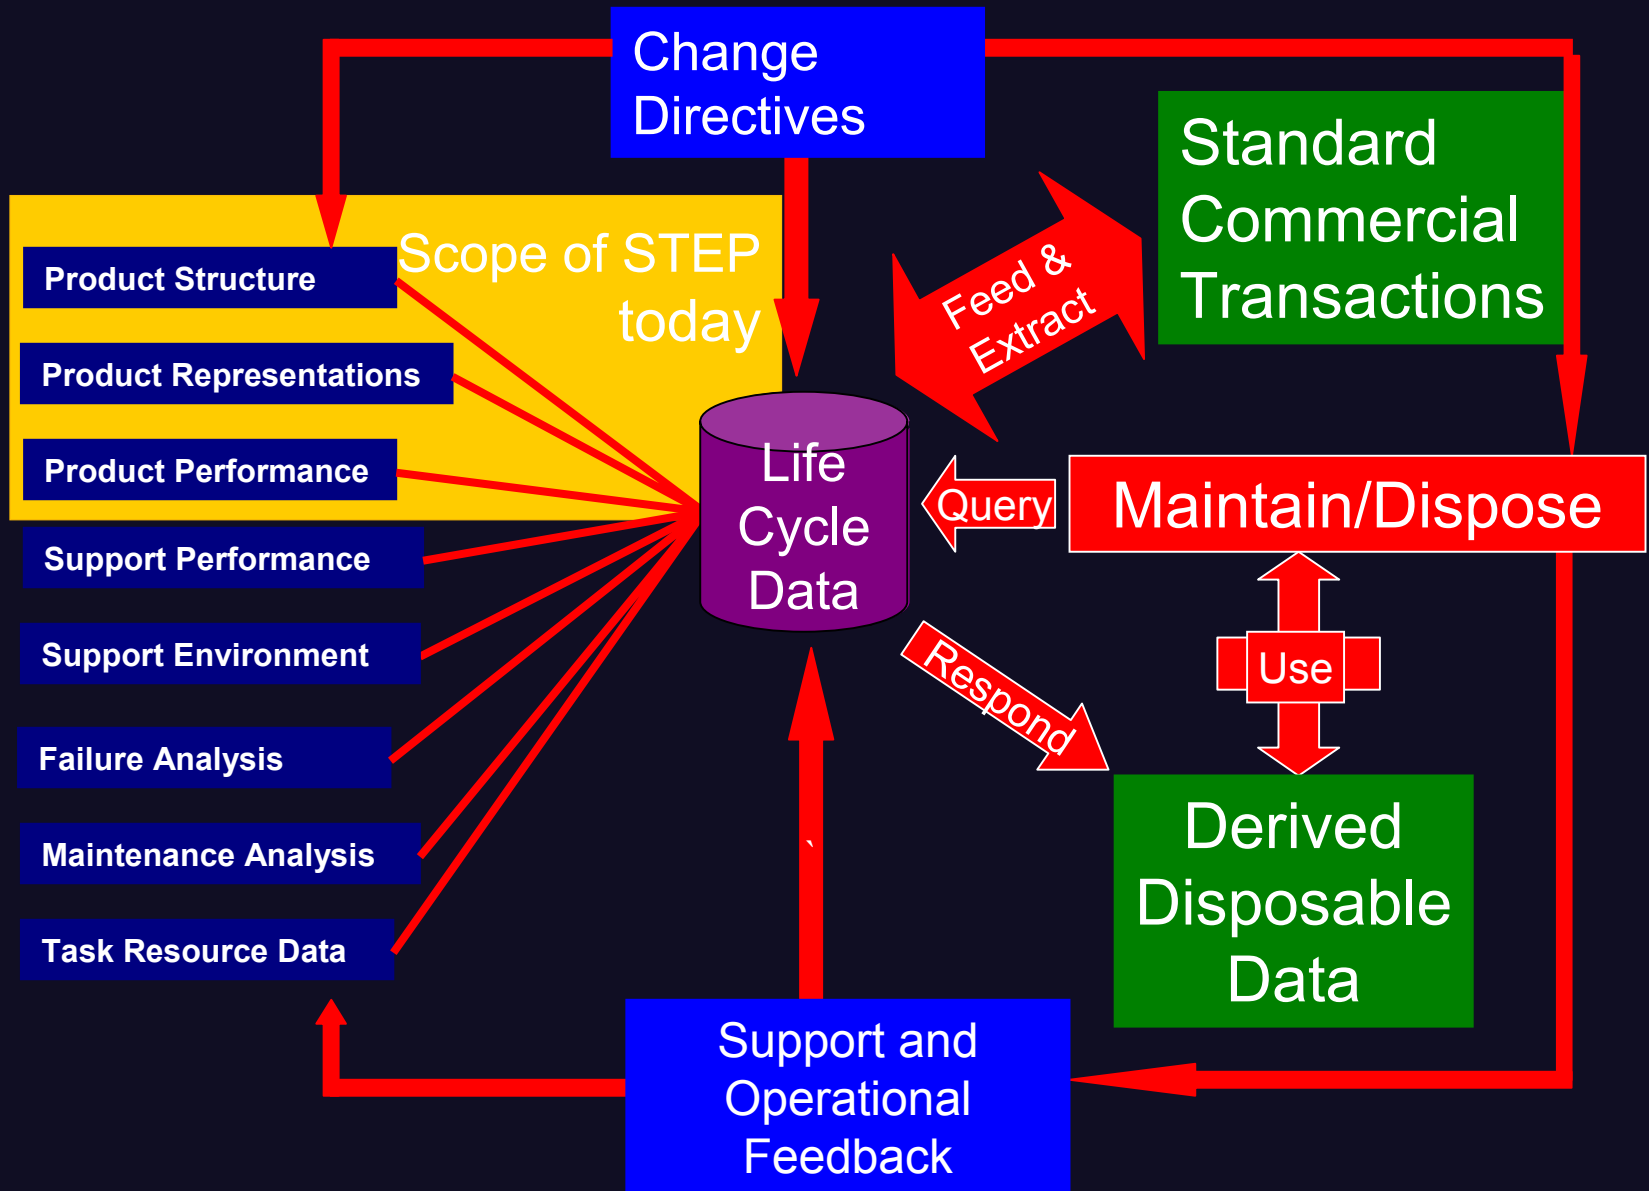 Change
Directives
Standard
Commercial
Transactions
Scope of STEP
today
Product Structure
Product Representations
Product Performance
Support Performance
Support Environment
Failure Analysis
Maintenance Analysis
Task Resource Data
Feed &
Extract
Life
Cycle
Data
Query
Maintain/Dispose
Respond
Use
Derived
Disposable
Data
`
Support and
Operational
Feedback